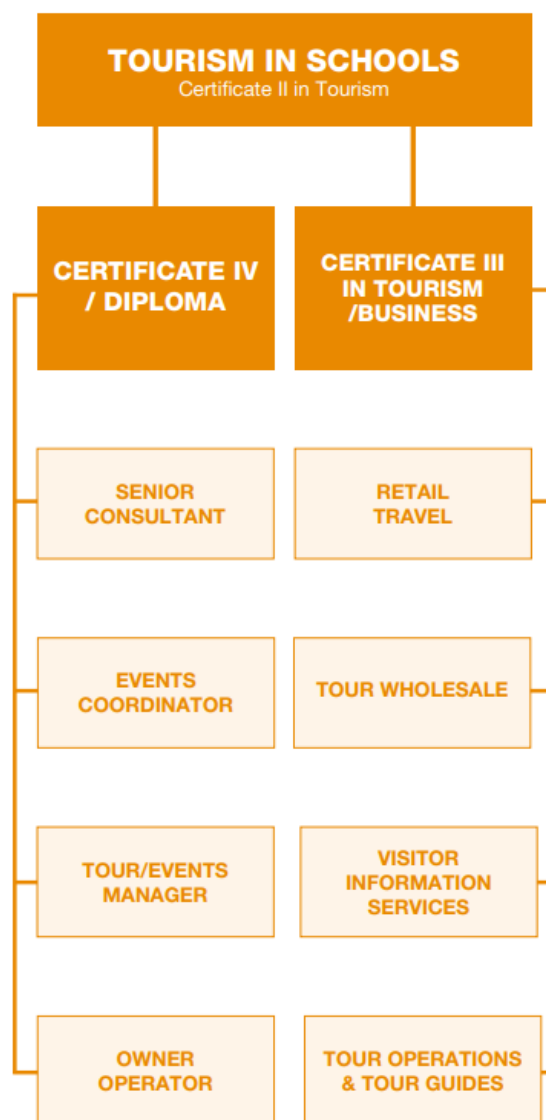 TOURISM IN SCHOOLS
Certificate II in Tourism
CERTIFICATE IV
/ DIPLOMA
CERTIFICATE III
IN TOURISM
/BUSINESS
SENIOR
CONSULTANT
RETAIL
TRAVEL
EVENTS
COORDINATOR
TOUR WHOLESALE
TOUR/EVENTS
MANAGER
VISITOR
INFORMATION
SERVICES
OWNER
OPERATOR
TOUR OPERATIONS
& TOUR GUIDES